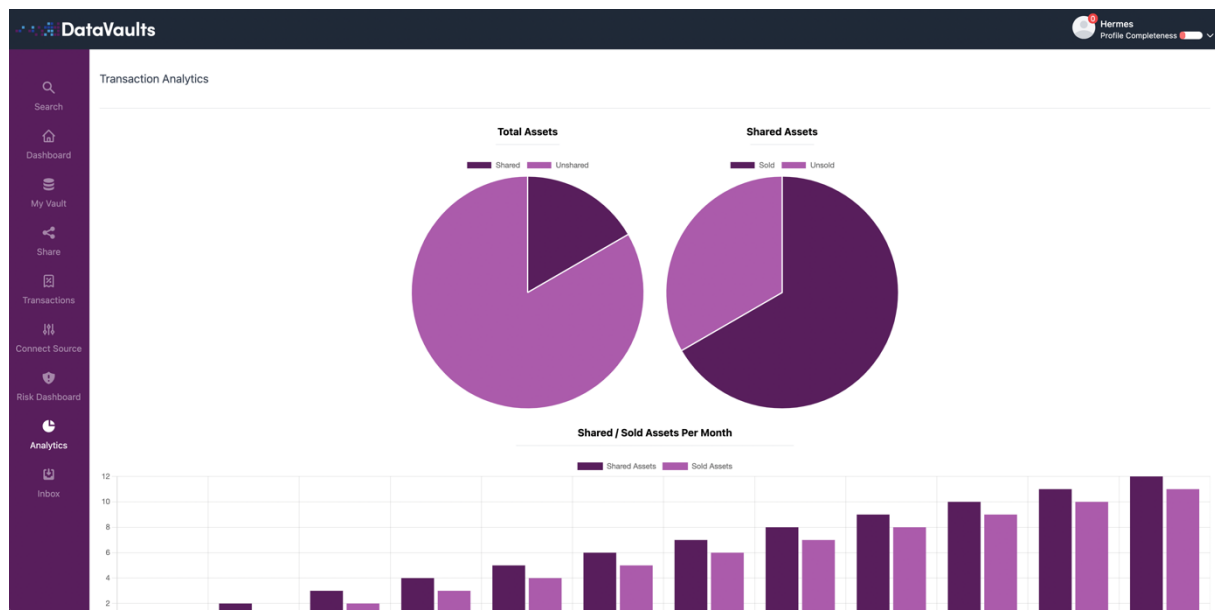 DataVaults
0
Hermes
Profile Completeness
Search
Dashboard
My Vault
Share
Transactions
Connect Source
Risk Dashboard
Analytics
Inbox
Transaction Analytics
Total Assets
Shared Unshared
Shared Assets
Sold Unsold
Shared / Sold Assets Per Month
Shared Assets Sold Assets
12
10
8
6
4
2